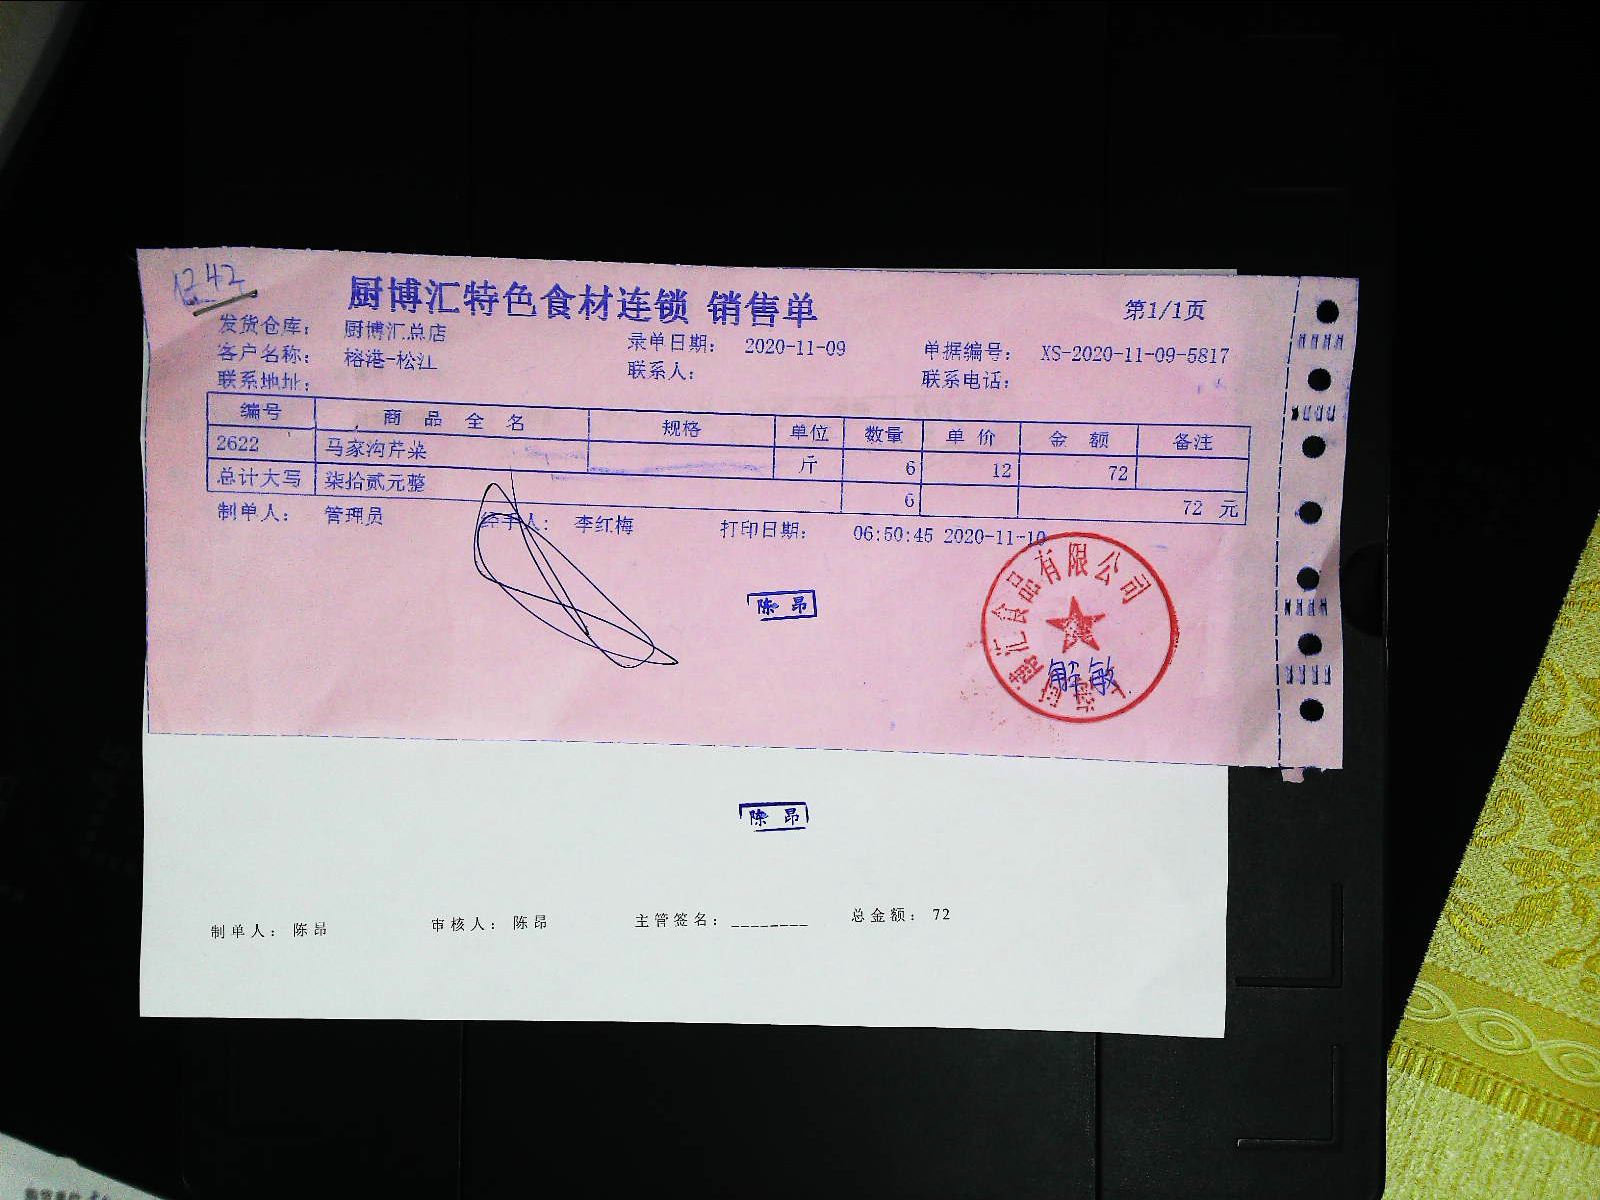 1242
厨博汇特色食材连锁 销售单
第1/1页
发货仓库: 厨博汇总店
录单日期: 2020-11-09
单据编号: XS-2020-11-09-5817
客户名称: 榕港-松江
联系人:
联系电话:
联系地址:
编号 商品全名 规格 单位 数量 单价 金额 备注
2622 马家沟芹菜 斤 6 12 72
总计大写 柒拾贰元整 6 72 元
制单人: 管理员 经手人: 李红梅 打印日期: 06:50:45 2020-11-10
陈昂
汇食品有限公司
解敏
陈昂
制单人: 陈昂 审核人: 陈昂 主管签名: ________ 总金额: 72